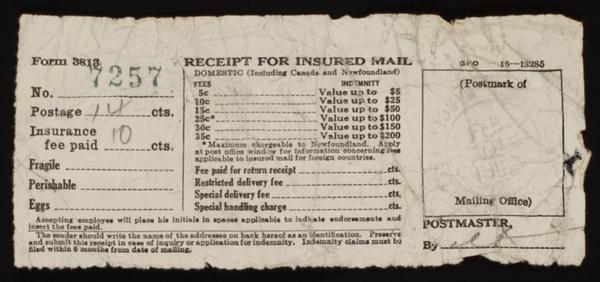 Form 3813
RECEIPT FOR INSURED MAIL
GPO 16—13285
No. 7257
DOMESTIC (Including Canada and Newfoundland)
FEES INDEMNITY
5c Value up to $5
10c Value up to $25
15c Value up to $50
25c* Value up to $100
30c Value up to $150
35c Value up to $200
*Maximum chargeable to Newfoundland. Apply
at post office window for information concerning fees
applicable to insured mail for foreign countries.
Fee paid for return receipt cts.
Restricted delivery fee cts.
Special delivery fee cts.
Special handling charge cts.
Postage 14 cts.
Insurance
fee paid 10 cts.
Fragile
Perishable
Eggs
(Postmark of
Mailing Office)
Accepting employee will place his initials in spaces applicable to indicate endorsements and
insert the fees paid.
The sender should write the name of the addressee on back hereof as an identification. Preserve
and submit this receipt in case of inquiry or application for indemnity. Indemnity claims must be
filed within 6 months from date of mailing.
POSTMASTER,
By